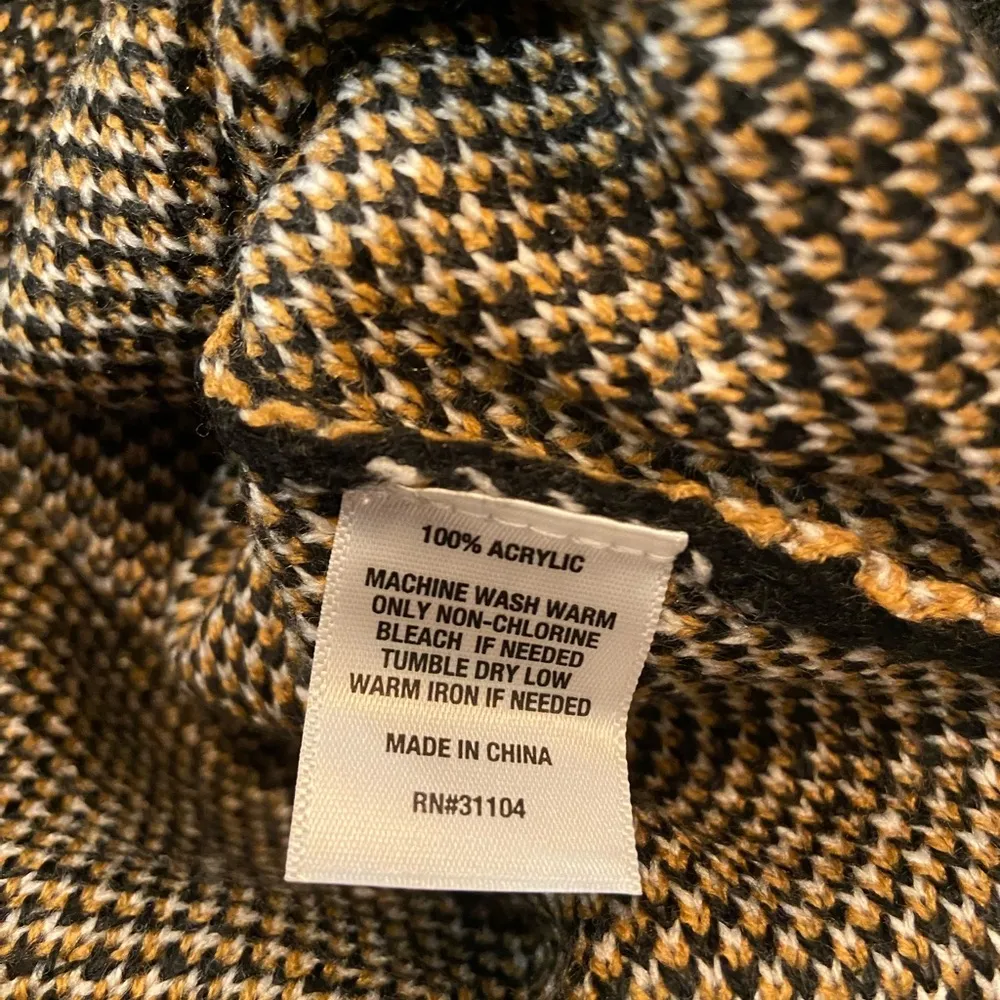 100% ACRYLIC
MACHINE WASH WARM
ONLY NON-CHLORINE
BLEACH IF NEEDED
TUMBLE DRY LOW
WARM IRON IF NEEDED
MADE IN CHINA
RN#31104